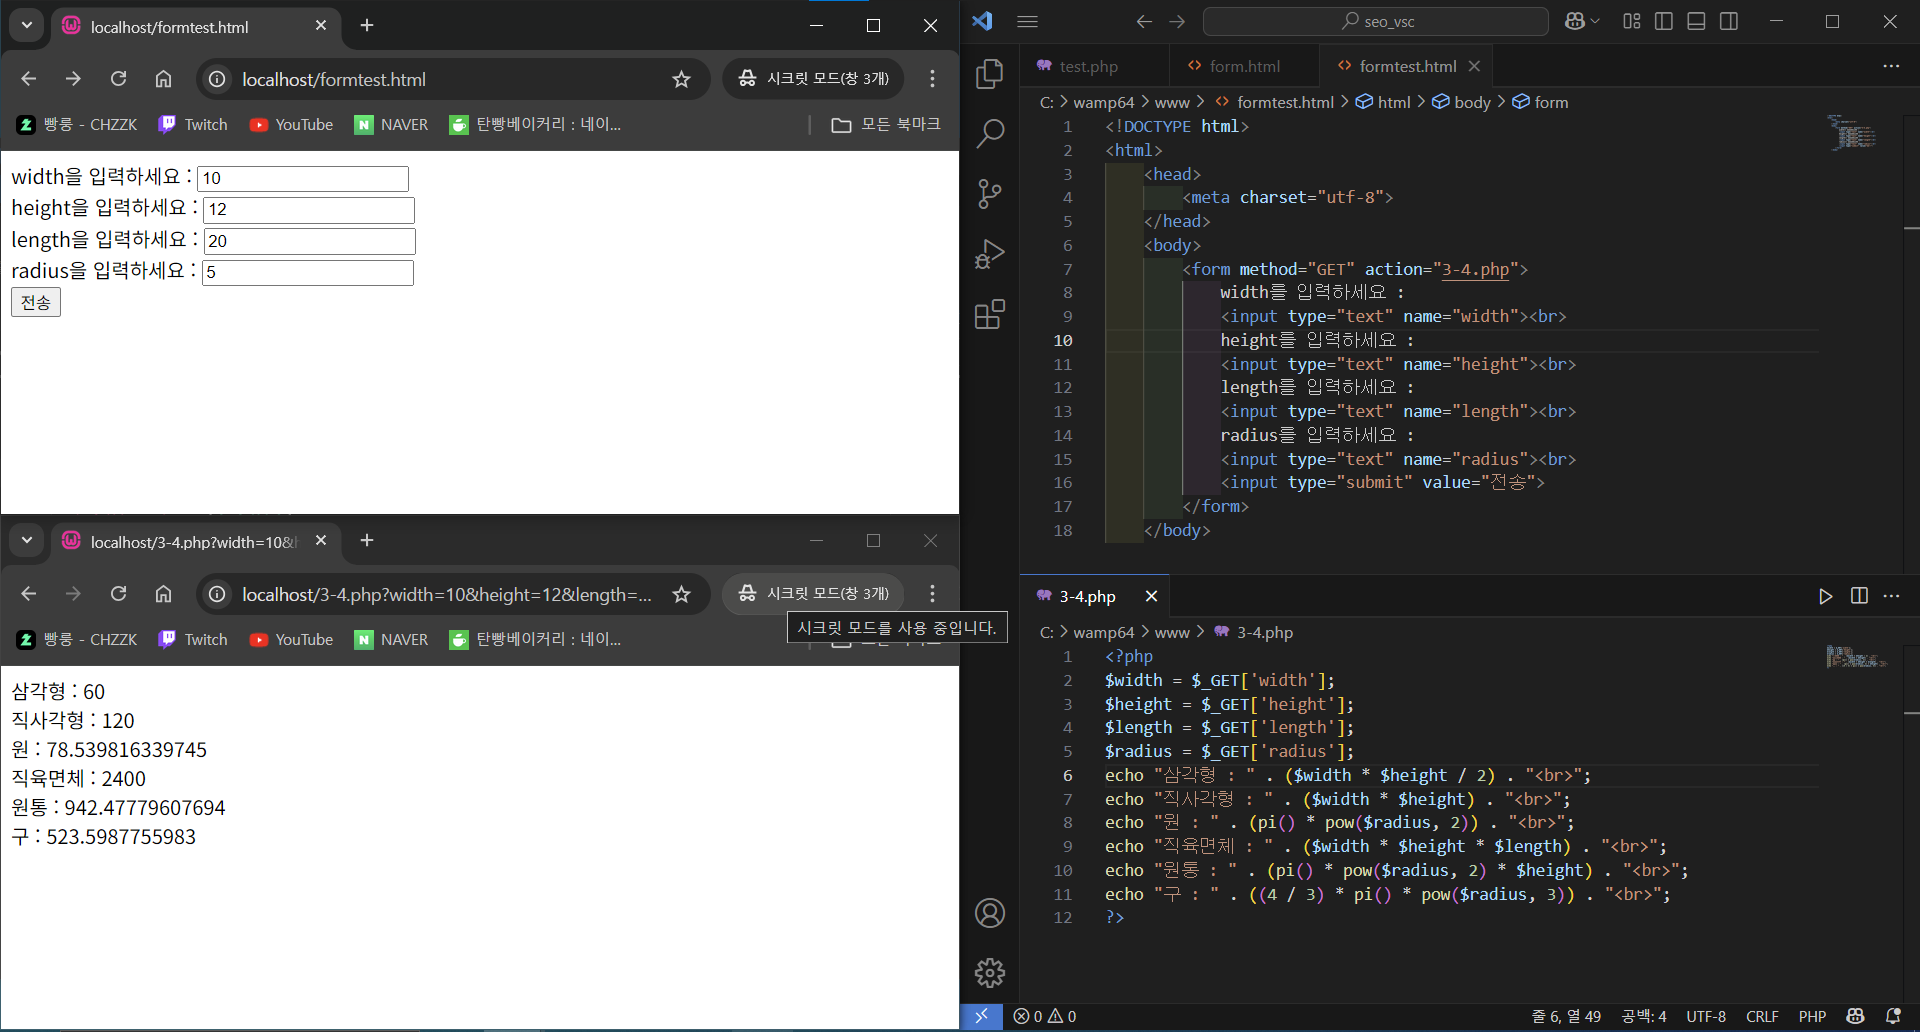 localhost/formtest.html
localhost/formtest.html
시크릿 모드(창 3개)
빵룽 - CHZZK
Twitch
YouTube
NAVER
탄빵베이커리 : 네이...
모든 북마크
width을 입력하세요 : 10
height을 입력하세요 : 12
length을 입력하세요 : 20
radius을 입력하세요 : 5
전송
localhost/3-4.php?width=10&
localhost/3-4.php?width=10&height=12&length=...
시크릿 모드(창 3개)
시크릿 모드를 사용 중입니다.
빵룽 - CHZZK
Twitch
YouTube
NAVER
탄빵베이커리 : 네이...
삼각형 : 60
직사각형 : 120
원 : 78.539816339745
직육면체 : 2400
원통 : 942.47779607694
구 : 523.5987755983
seo_vsc
test.php
form.html
formtest.html
C: > wamp64 > www > formtest.html > html > body > form
1 <!DOCTYPE html>
2 <html>
3 <head>
4 <meta charset="utf-8">
5 </head>
6 <body>
7 <form method="GET" action="3-4.php">
8 width를 입력하세요 :
9 <input type="text" name="width"><br>
10 height를 입력하세요 :
11 <input type="text" name="height"><br>
12 length를 입력하세요 :
13 <input type="text" name="length"><br>
14 radius를 입력하세요 :
15 <input type="text" name="radius"><br>
16 <input type="submit" value="전송">
17 </form>
18 </body>
3-4.php
C: > wamp64 > www > 3-4.php
1 <?php
2 $width = $_GET['width'];
3 $height = $_GET['height'];
4 $length = $_GET['length'];
5 $radius = $_GET['radius'];
6 echo "삼각형 : " . ($width * $height / 2) . "<br>";
7 echo "직사각형 : " . ($width * $height) . "<br>";
8 echo "원 : " . (pi() * pow($radius, 2)) . "<br>";
9 echo "직육면체 : " . ($width * $height * $length) . "<br>";
10 echo "원통 : " . (pi() * pow($radius, 2) * $height) . "<br>";
11 echo "구 : " . ((4 / 3) * pi() * pow($radius, 3)) . "<br>";
12 ?>
0 0
줄 6, 열 49
공백: 4
UTF-8
CRLF
PHP